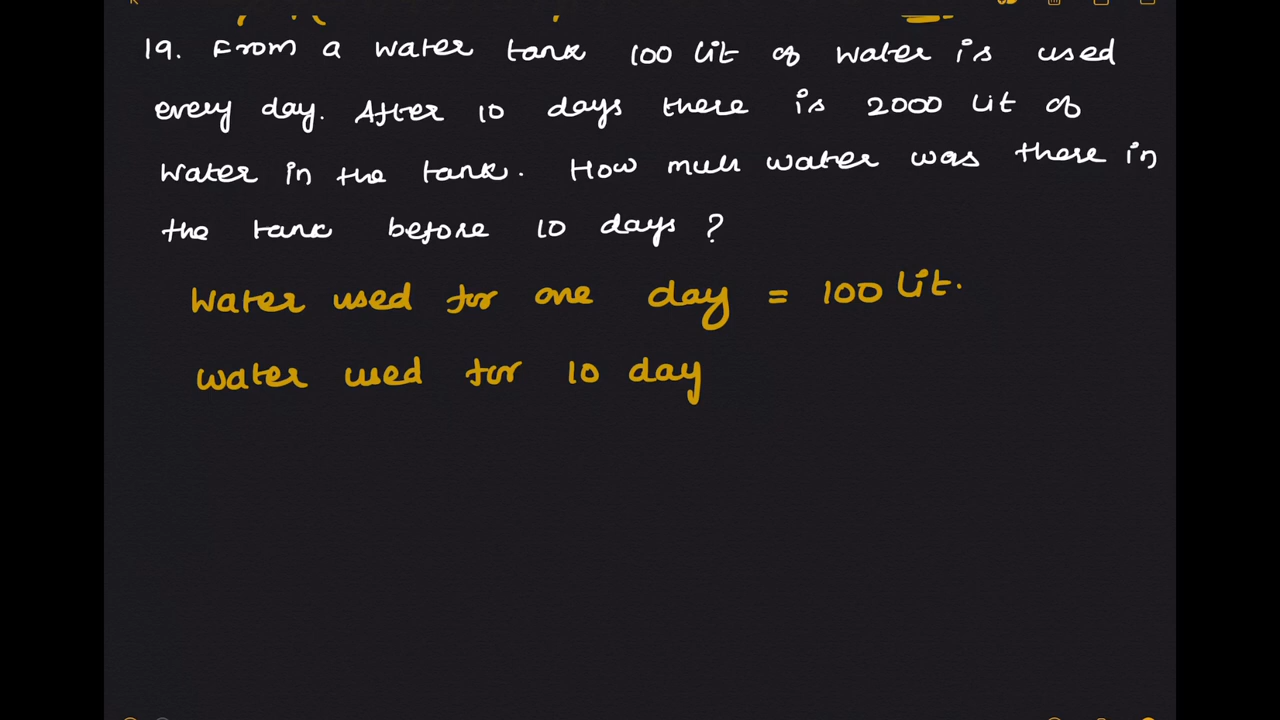 19. From a water tank 100 lit of water is used
every day. After 10 days there is 2000 lit of
water in the tank. How much water was there in
the tank before 10 days ?
Water used for one day = 100 Lit.
water used for 10 day